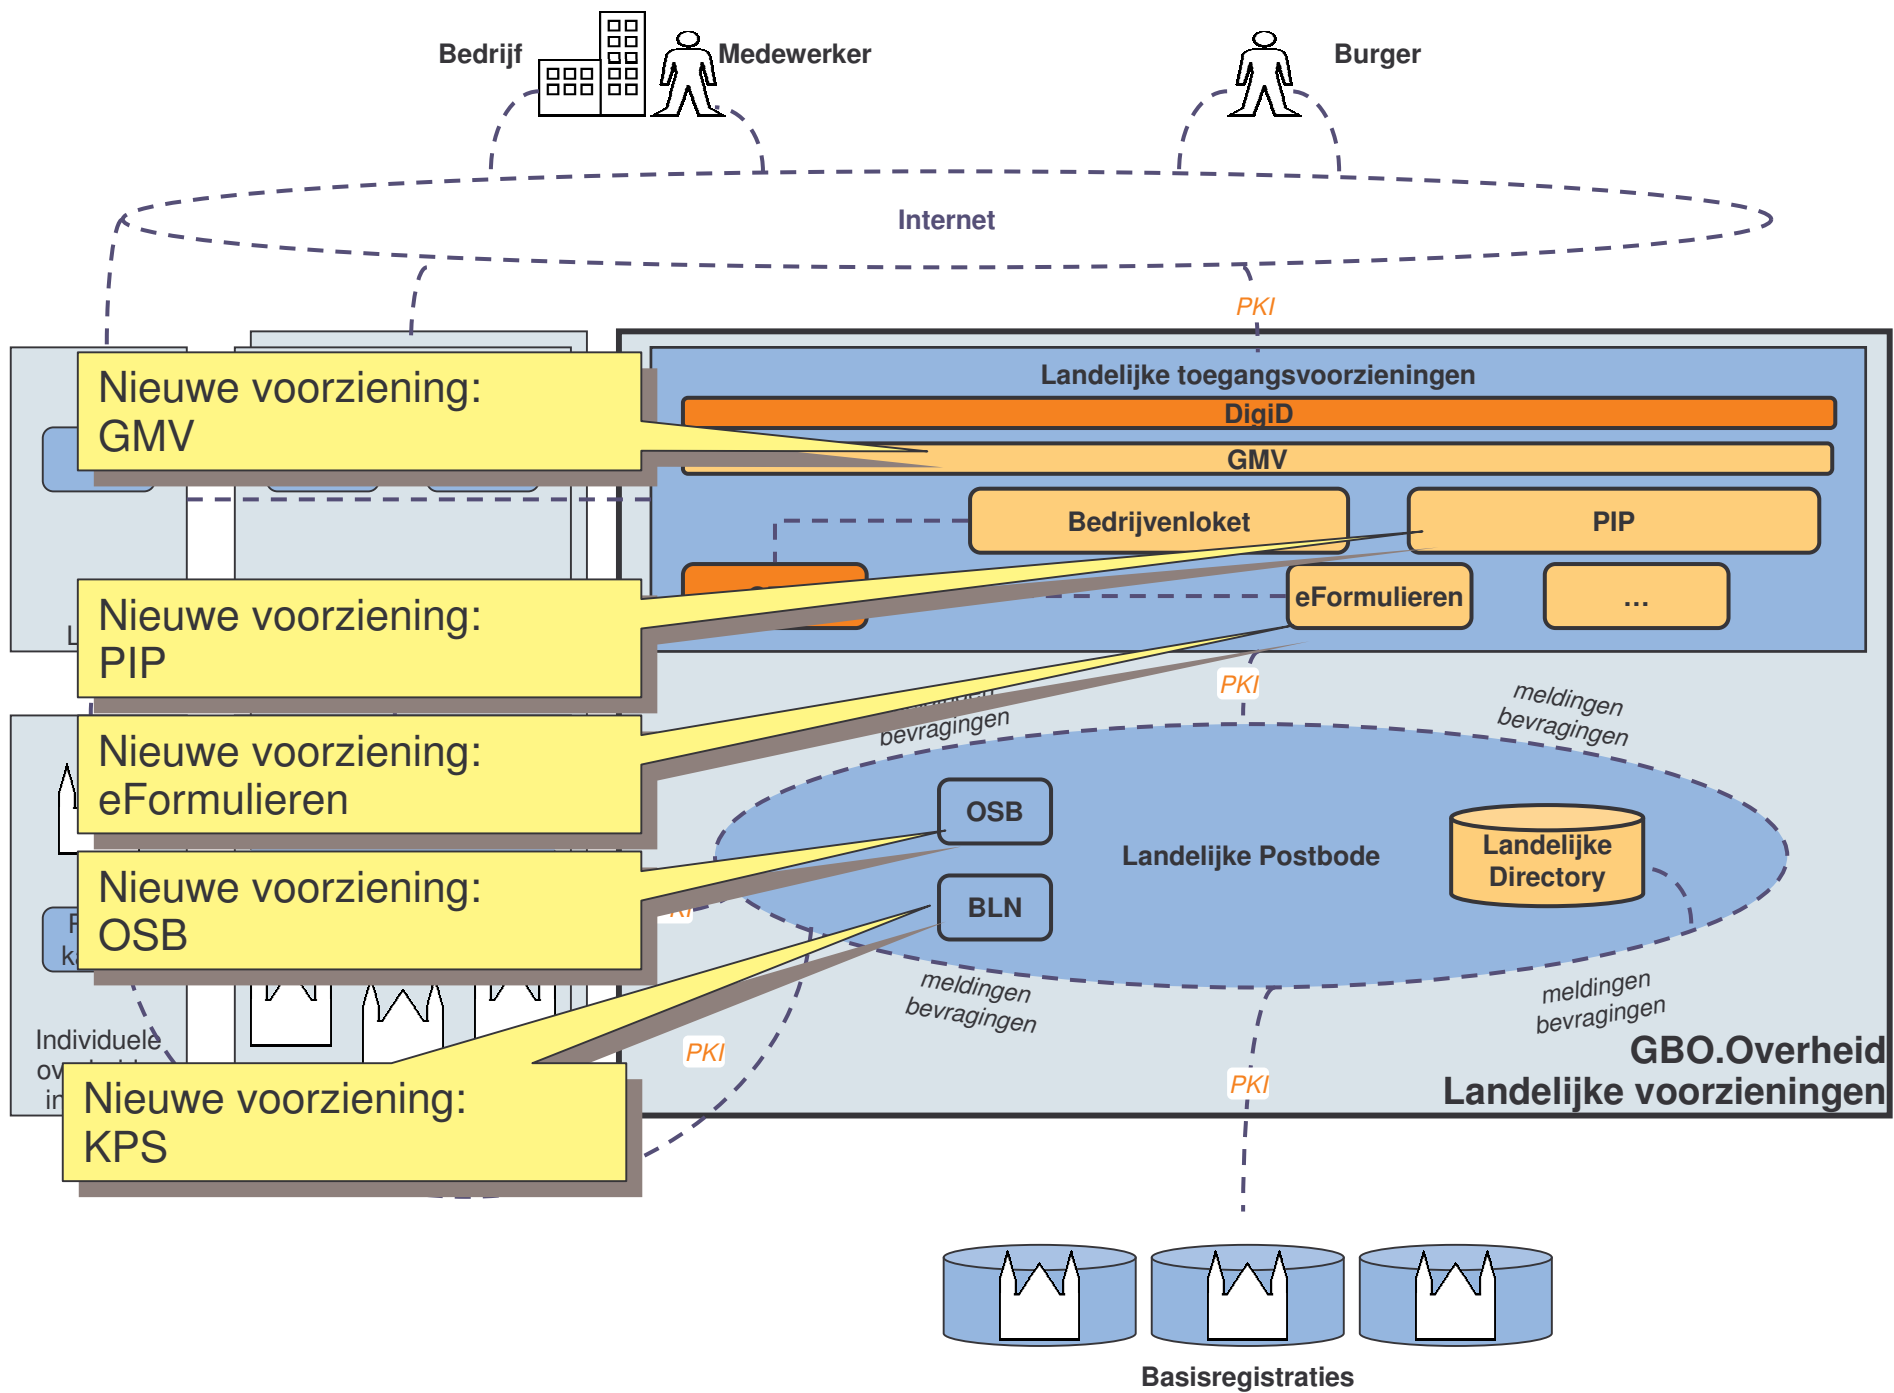 Bedrijf
Medewerker
Burger
Internet
PKI
Landelijke toegangsvoorzieningen
DigiD
GMV
Bedrijvenloket
PIP
eFormulieren
...
Nieuwe voorziening:
GMV
Nieuwe voorziening:
PIP
Nieuwe voorziening:
eFormulieren
Nieuwe voorziening:
OSB
Nieuwe voorziening:
KPS
PKI
bevragingen
meldingen
bevragingen
OSB
Landelijke Postbode
Landelijke
Directory
BLN
meldingen
bevragingen
meldingen
bevragingen
Individuele
PKI
PKI
GBO.Overheid
Landelijke voorzieningen
Basisregistraties